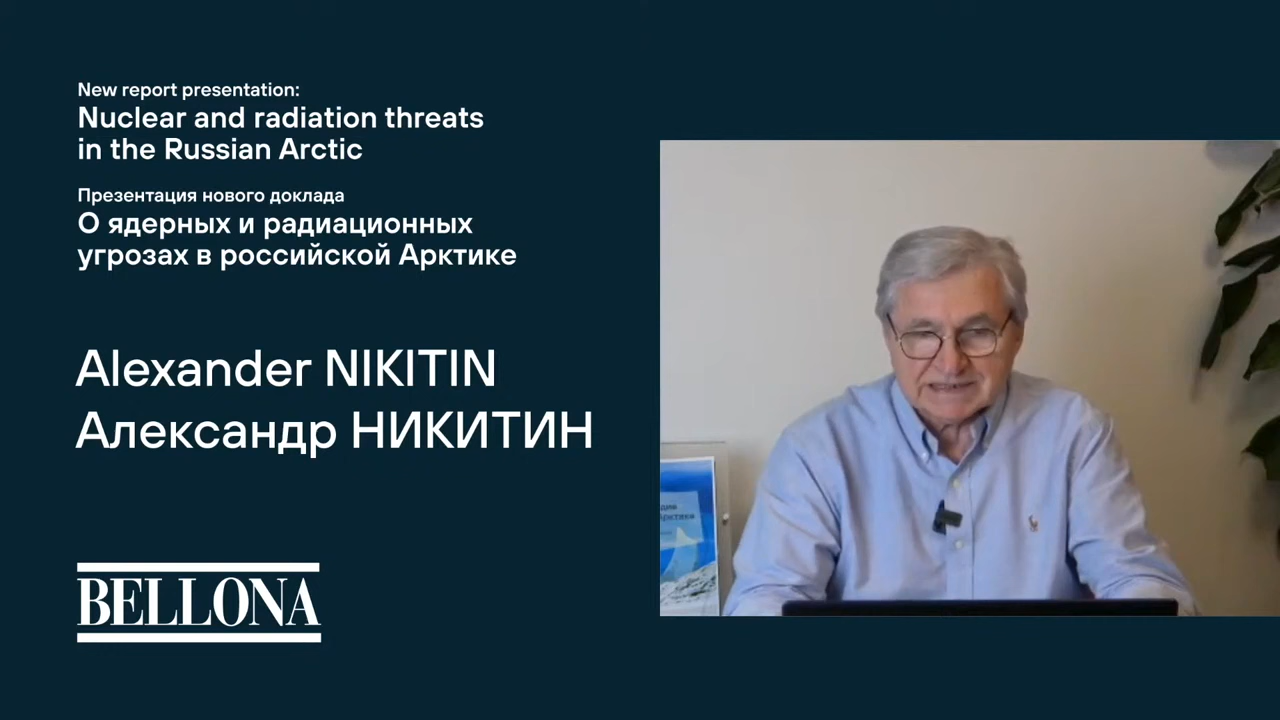 New report presentation:
Nuclear and radiation threats
in the Russian Arctic
Презентация нового доклада
О ядерных и радиационных
угрозах в российской Арктике
Alexander NIKITIN
Александр НИКИТИН
BELLONA